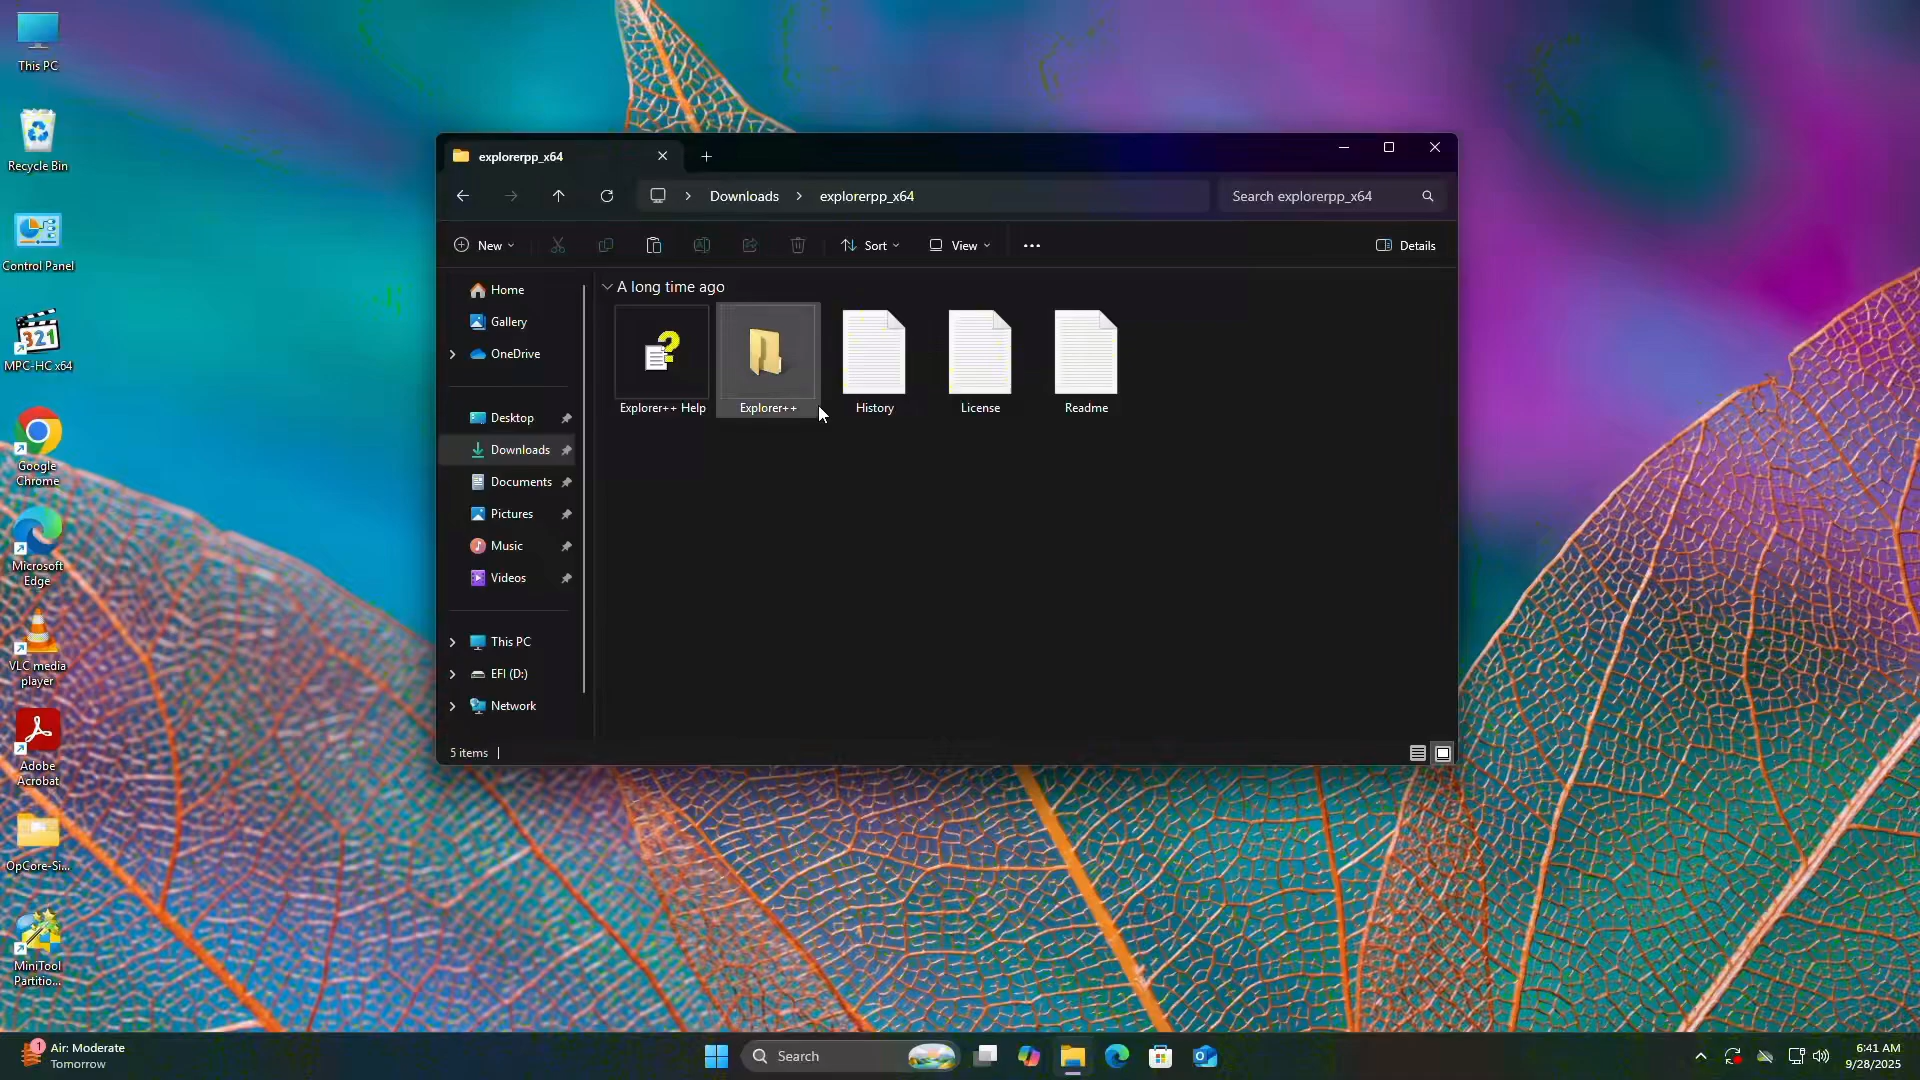 This PC
Recycle Bin
Control Panel
321
MPC-HC x64
Google
Chrome
Microsoft
Edge
VLC media
player
Adobe
Acrobat
OpCore-Si...
MiniTool
Partitio...
explorerpp_x64
Downloads
explorerpp_x64
Search explorerpp_x64
New
Sort
View
Details
Home
Gallery
OneDrive
Desktop
Downloads
Documents
Pictures
Music
Videos
This PC
EFI (D:)
Network
A long time ago
Explorer++ Help
Explorer++
History
License
Readme
5 items
1
Air: Moderate
Tomorrow
Search
6:41 AM
9/28/2025